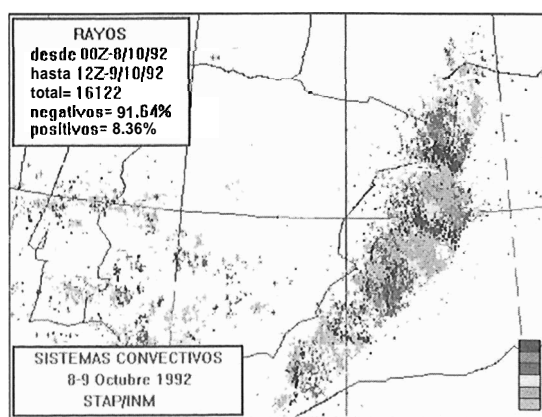 RAYOS
desde 00Z-8/10/92
hasta 12Z-9/10/92
total= 16122
negativos= 91.64%
positivos= 8.36%
SISTEMAS CONVECTIVOS
8-9 Octubre 1992
STAP/INM